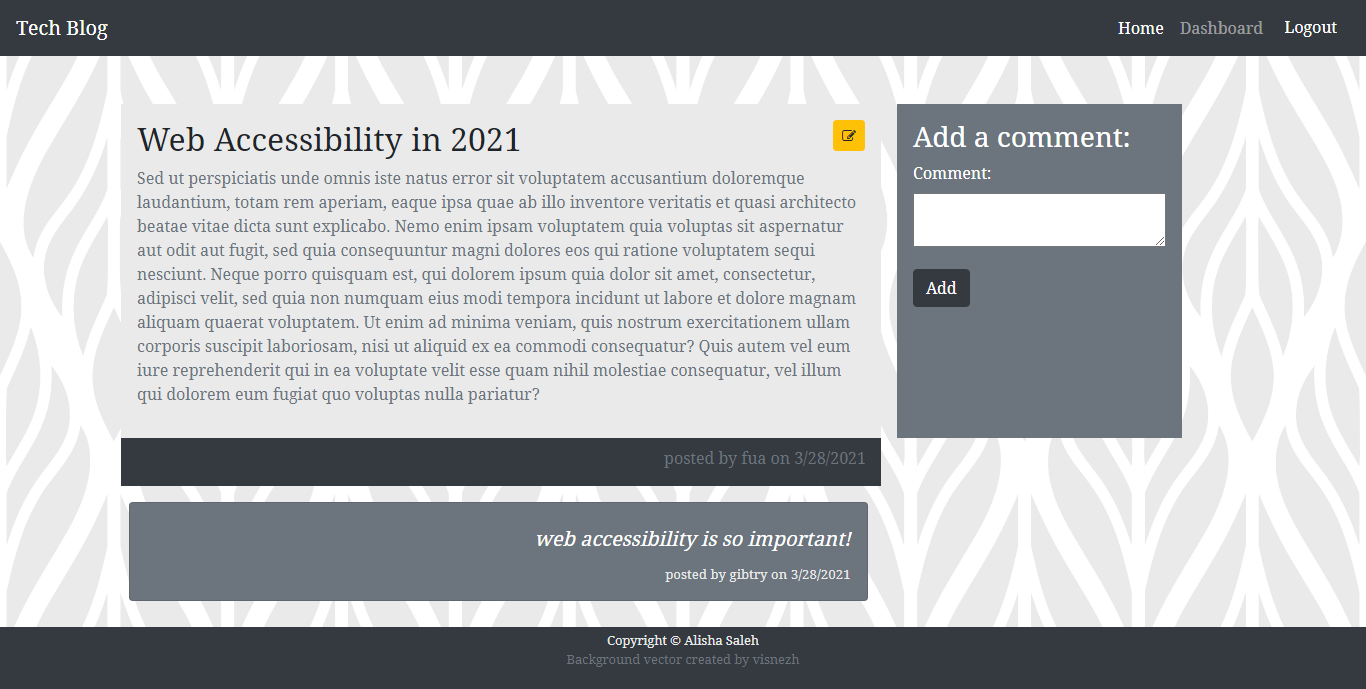 Tech Blog
Home Dashboard Logout
Web Accessibility in 2021
Sed ut perspiciatis unde omnis iste natus error sit voluptatem accusantium doloremque
laudantium, totam rem aperiam, eaque ipsa quae ab illo inventore veritatis et quasi architecto
beatae vitae dicta sunt explicabo. Nemo enim ipsam voluptatem quia voluptas sit aspernatur
aut odit aut fugit, sed quia consequuntur magni dolores eos qui ratione voluptatem sequi
nesciunt. Neque porro quisquam est, qui dolorem ipsum quia dolor sit amet, consectetur,
adipisci velit, sed quia non numquam eius modi tempora incidunt ut labore et dolore magnam
aliquam quaerat voluptatem. Ut enim ad minima veniam, quis nostrum exercitationem ullam
corporis suscipit laboriosam, nisi ut aliquid ex ea commodi consequatur? Quis autem vel eum
iure reprehenderit qui in ea voluptate velit esse quam nihil molestiae consequatur, vel illum
qui dolorem eum fugiat quo voluptas nulla pariatur?
posted by fua on 3/28/2021
Add a comment:
Comment:
Add
web accessibility is so important!
posted by gibtry on 3/28/2021
Copyright © Alisha Saleh
Background vector created by visnezh